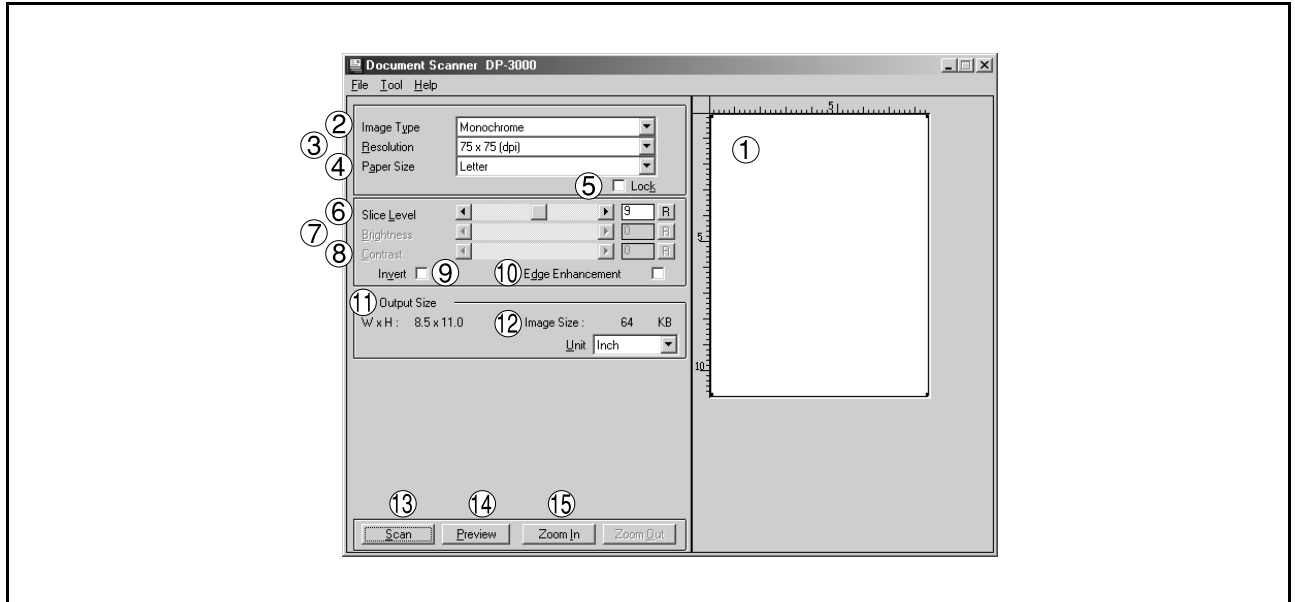 Document Scanner DP-3000
File Tool Help
② Image Type Monochrome
③ Resolution 75 x 75 (dpi)
④ Paper Size Letter
⑤ Lock
⑥ Slice Level 9 R
⑦ Brightness 0 R
⑧ Contrast 0 R
Invert ⑨ ⑩ Edge Enhancement
⑪ Output Size
W x H : 8.5 x 11.0 ⑫ Image Size : 64 KB
Unit Inch
⑬ ⑭ ⑮
Scan Preview Zoom In Zoom Out
5
①
5
10